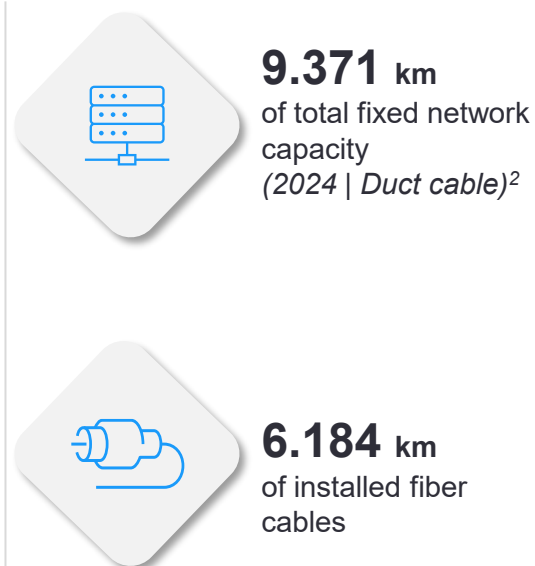 9.371 km
of total fixed network
capacity
(2024 | Duct cable)²
6.184 km
of installed fiber
cables